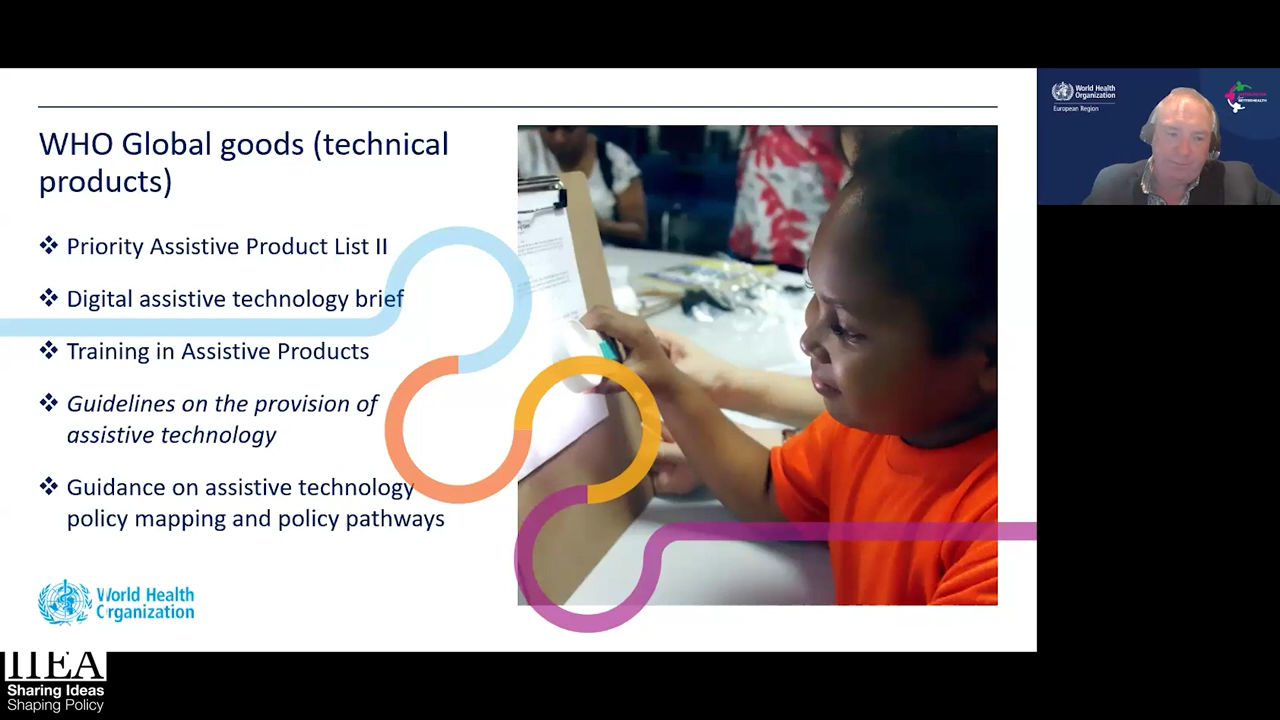 WHO Global goods (technical
products)
❖ Priority Assistive Product List II
❖ Digital assistive technology brief
❖ Training in Assistive Products
❖ Guidelines on the provision of
assistive technology
❖ Guidance on assistive technology
policy mapping and policy pathways
World Health
Organization
World Health
Organization
European Region
IIEA
Sharing Ideas
Shaping Policy